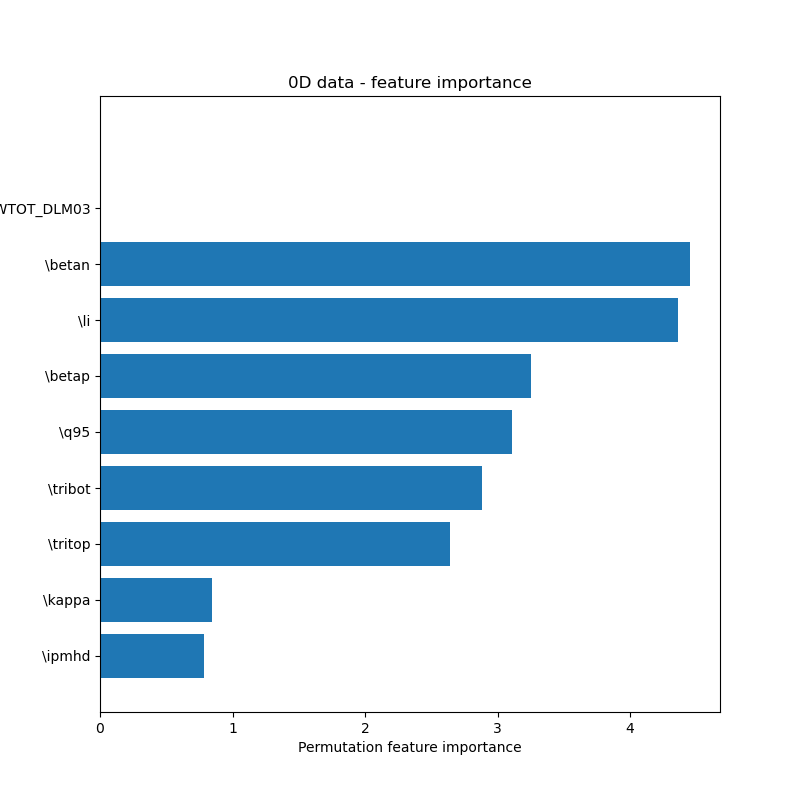 0D data - feature importance
WTOT_DLM03
\betan
\li
\betap
\q95
\tribot
\tritop
\kappa
\ipmhd
0 1 2 3 4
Permutation feature importance